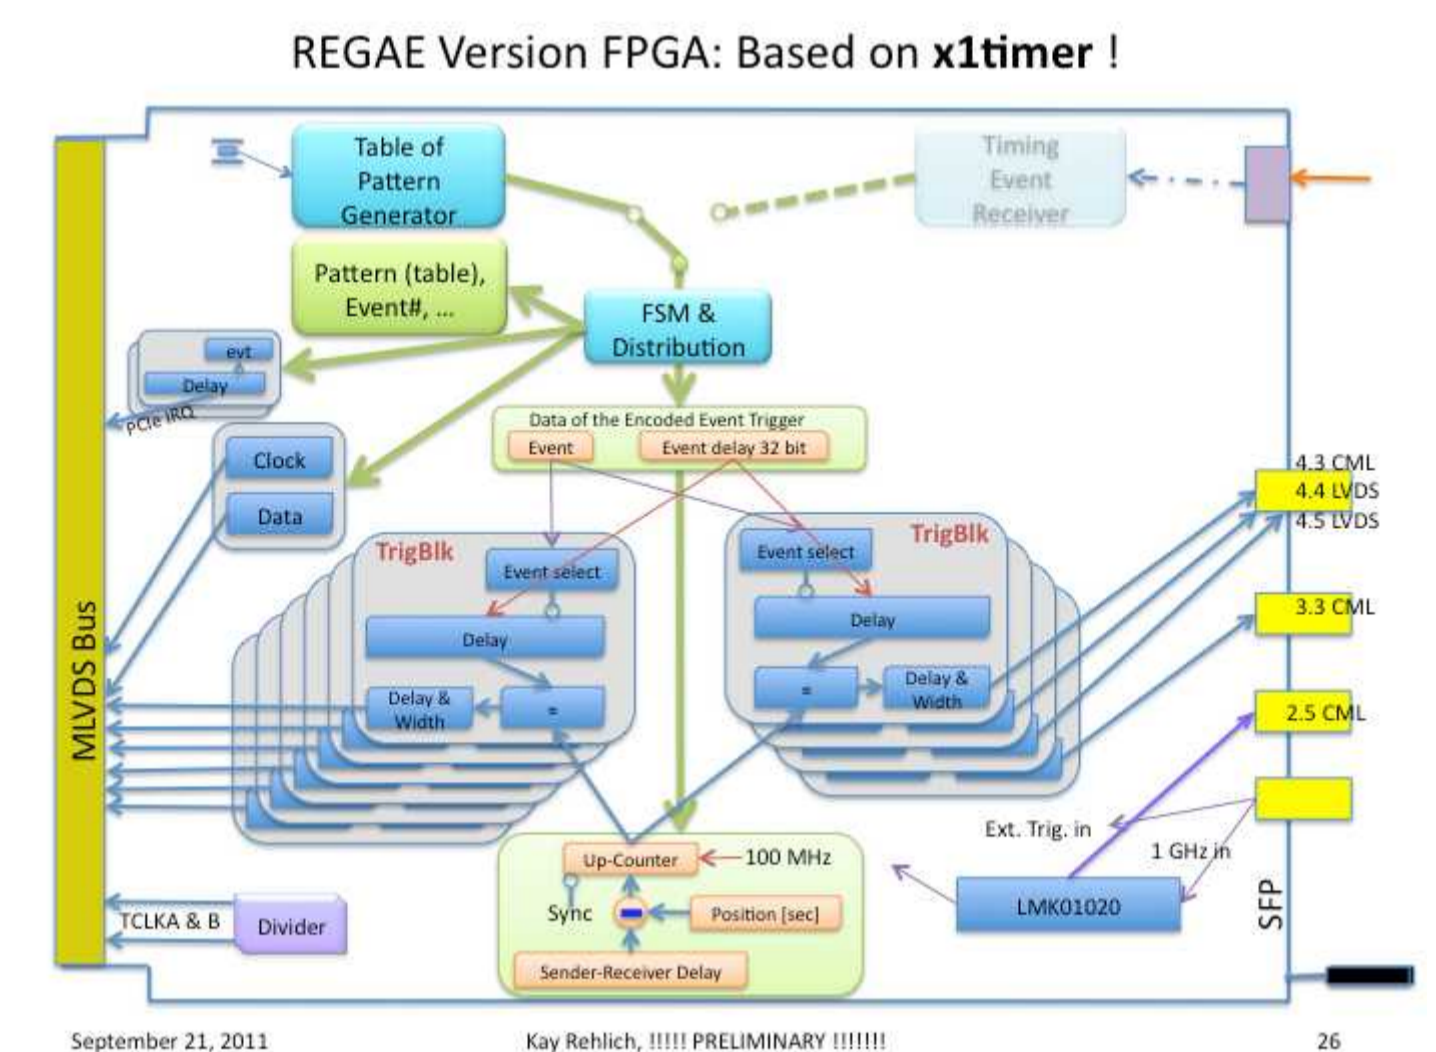 REGAE Version FPGA: Based on x1timer !
Table of
Pattern
Generator
Timing
Event
Receiver
Pattern (table),
Event#, ...
FSM &
Distribution
evt
Delay
PCIe IRQ
Data of the Encoded Event Trigger
Event
Event delay 32 bit
Clock
Data
4.3 CML
4.4 LVDS
4.5 LVDS
TrigBlk
Event select
Delay
Delay &
Width
=
TrigBlk
Event select
Delay
=
Delay &
Width
3.3 CML
2.5 CML
MLVDS Bus
Ext. Trig. in
1 GHz in
LMK01020
SFP
Up-Counter
100 MHz
Sync
Position [sec]
Sender-Receiver Delay
TCLKA & B
Divider
September 21, 2011
Kay Rehlich, !!!!! PRELIMINARY !!!!!!!
26